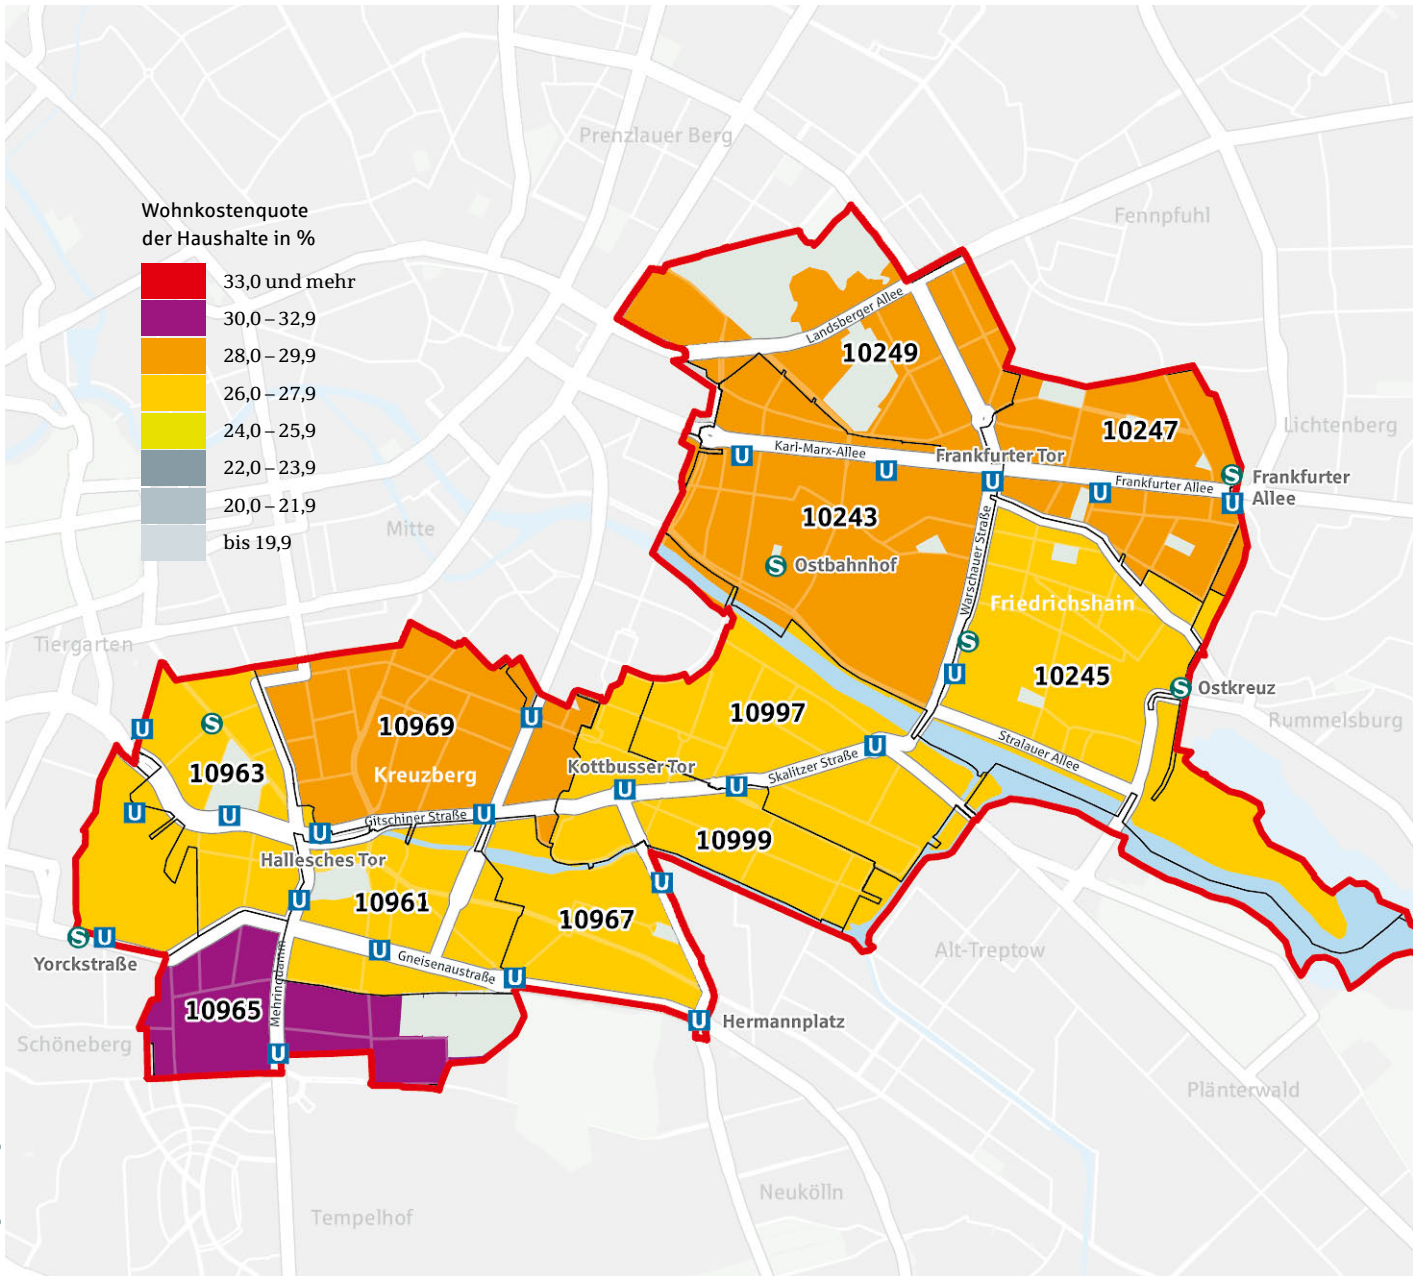 Prenzlauer Berg
Wohnkostenquote
der Haushalte in %
33,0 und mehr
30,0 – 32,9
28,0 – 29,9
26,0 – 27,9
24,0 – 25,9
22,0 – 23,9
20,0 – 21,9
bis 19,9
Fennpfuhl
Landsberger Allee
10249
10247
Lichtenberg
Karl-Marx-Allee
U
U
Frankfurter Tor
U
U
Frankfurter Allee
S
U
Frankfurter
Allee
Mitte
10243
S Ostbahnhof
Warschauer Straße
Friedrichshain
S
U
10245
S Ostkreuz
Rummelsburg
Stralauer Allee
Tiergarten
U
S
10963
U
U
10969
Kreuzberg
U
Gitschiner Straße
U
U
Hallesches Tor
Kottbusser Tor
U
10997
U
Skalitzer Straße
U
10999
U
10961
U
10967
U
S U
Yorckstraße
U
Gneisenaustraße
U
Mehringdamm
10965
U
U Hermannplatz
Alt-Treptow
Schöneberg
Plänterwald
Neukölln
Tempelhof